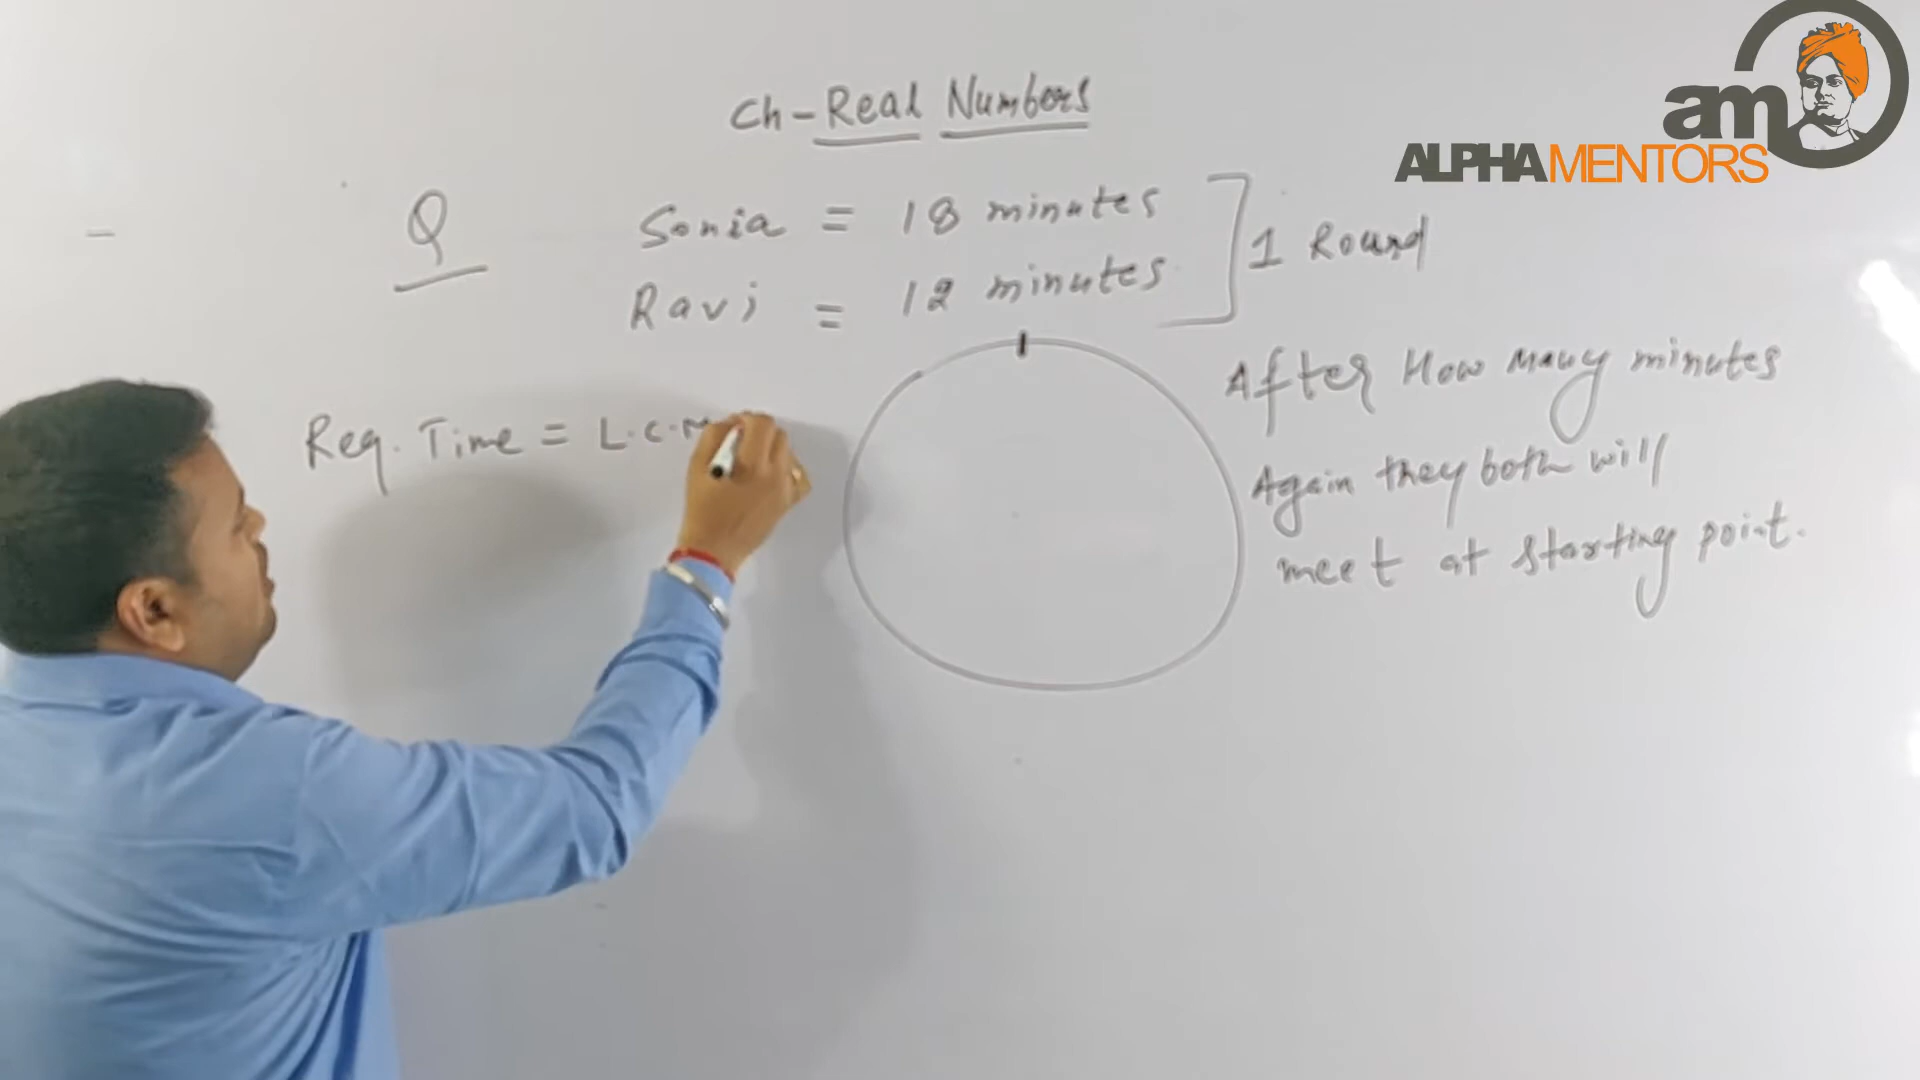 am
ALPHAMENTORS
Ch-Real Numbers
Q Sonia = 18 minutes
Ravi = 12 minutes
1 Round
After How Many minutes
Again they both will
meet at starting point.
Req. Time = L.C.M